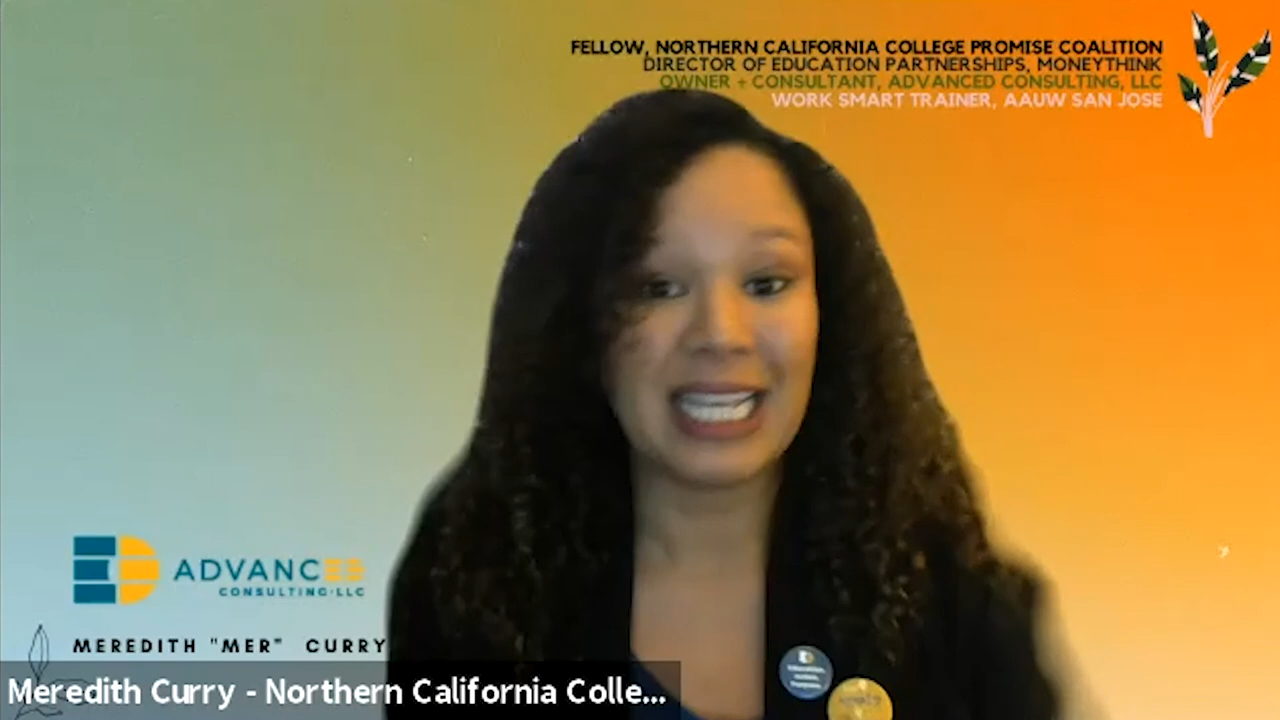 FELLOW, NORTHERN CALIFORNIA COLLEGE PROMISE COALITION
DIRECTOR OF EDUCATION PARTNERSHIPS, MONEYTHINK
OWNER + CONSULTANT, ADVANCED CONSULTING, LLC
WORK SMART TRAINER, AAUW SAN JOSE
ADVANCED
CONSULTING·LLC
MEREDITH "MER" CURRY
Meredith Curry - Northern California Colle...